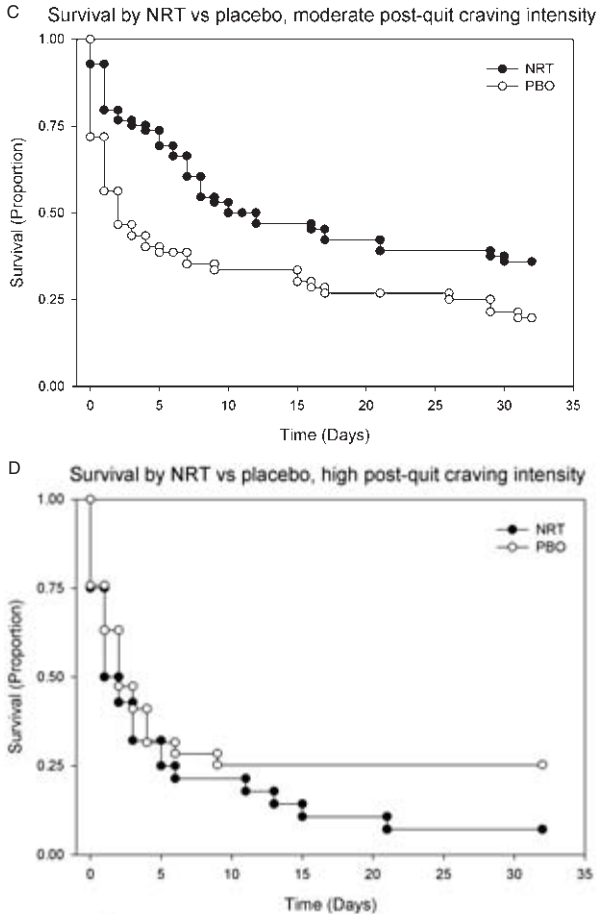 C
Survival by NRT vs placebo, moderate post-quit craving intensity
1.00
0.75
0.50
0.25
0.00
Survival (Proportion)
NRT
PBO
0 5 10 15 20 25 30 35
Time (Days)
D
Survival by NRT vs placebo, high post-quit craving intensity
1.00
0.75
0.50
0.25
0.00
Survival (Proportion)
NRT
PBO
0 5 10 15 20 25 30 35
Time (Days)